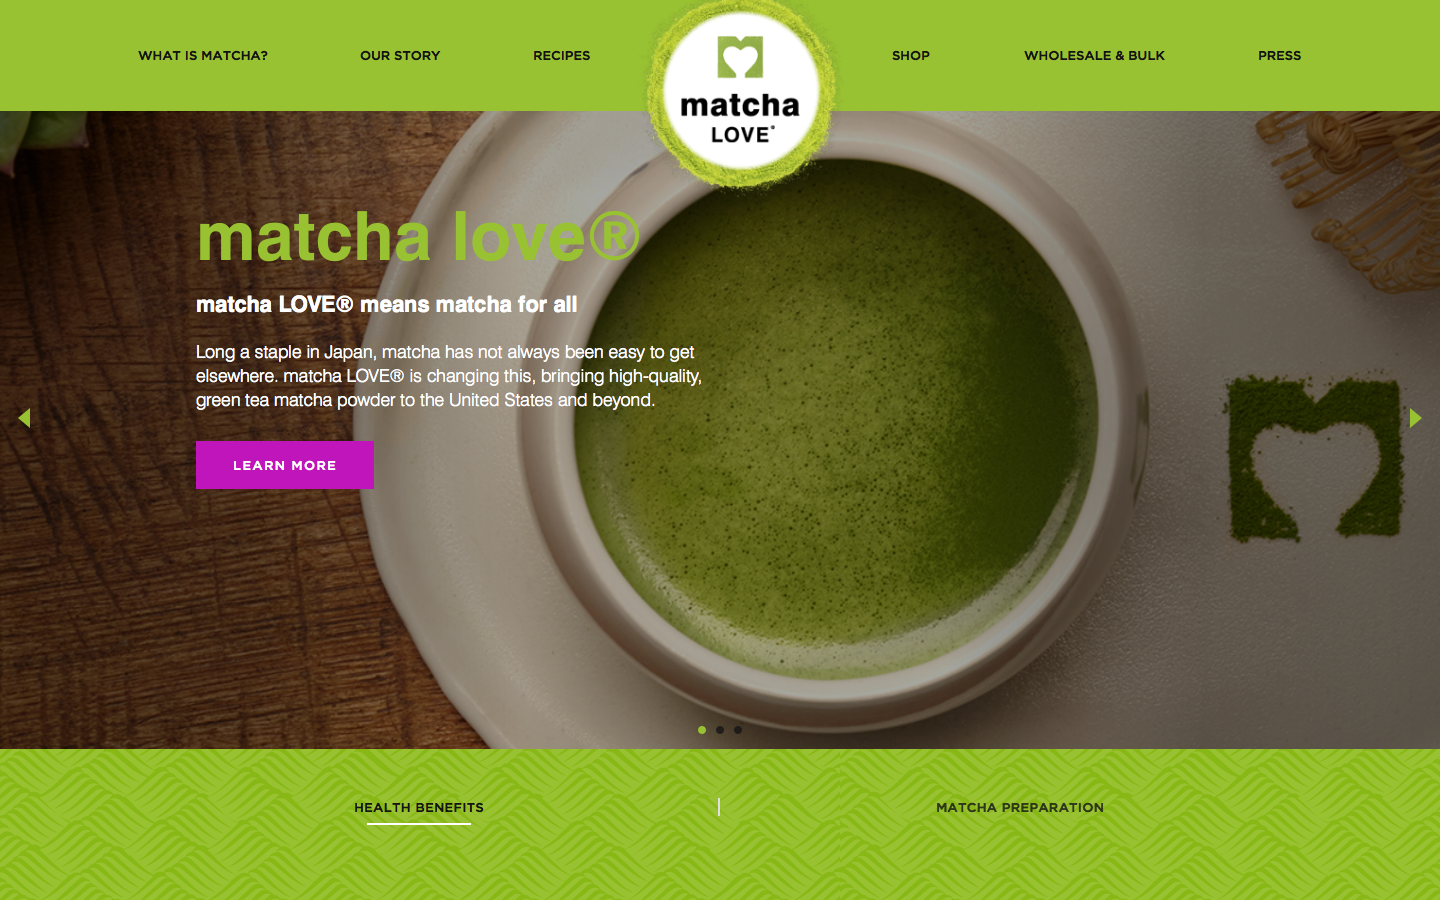 WHAT IS MATCHA?
OUR STORY
RECIPES
matcha
LOVE®
SHOP
WHOLESALE & BULK
PRESS
matcha love®
matcha LOVE® means matcha for all
Long a staple in Japan, matcha has not always been easy to get
elsewhere. matcha LOVE® is changing this, bringing high-quality,
green tea matcha powder to the United States and beyond.
LEARN MORE
HEALTH BENEFITS
MATCHA PREPARATION